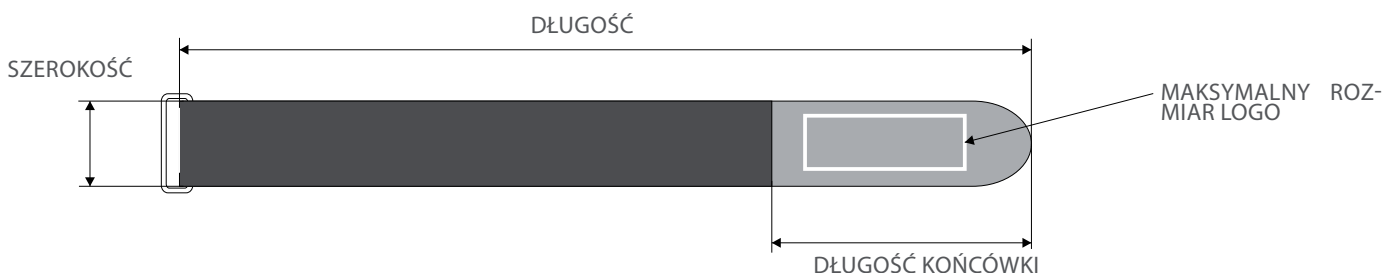 DŁUGOŚĆ
SZEROKOŚĆ
MAKSYMALNY ROZ-
MIAR LOGO
DŁUGOŚĆ KOŃCÓWKI